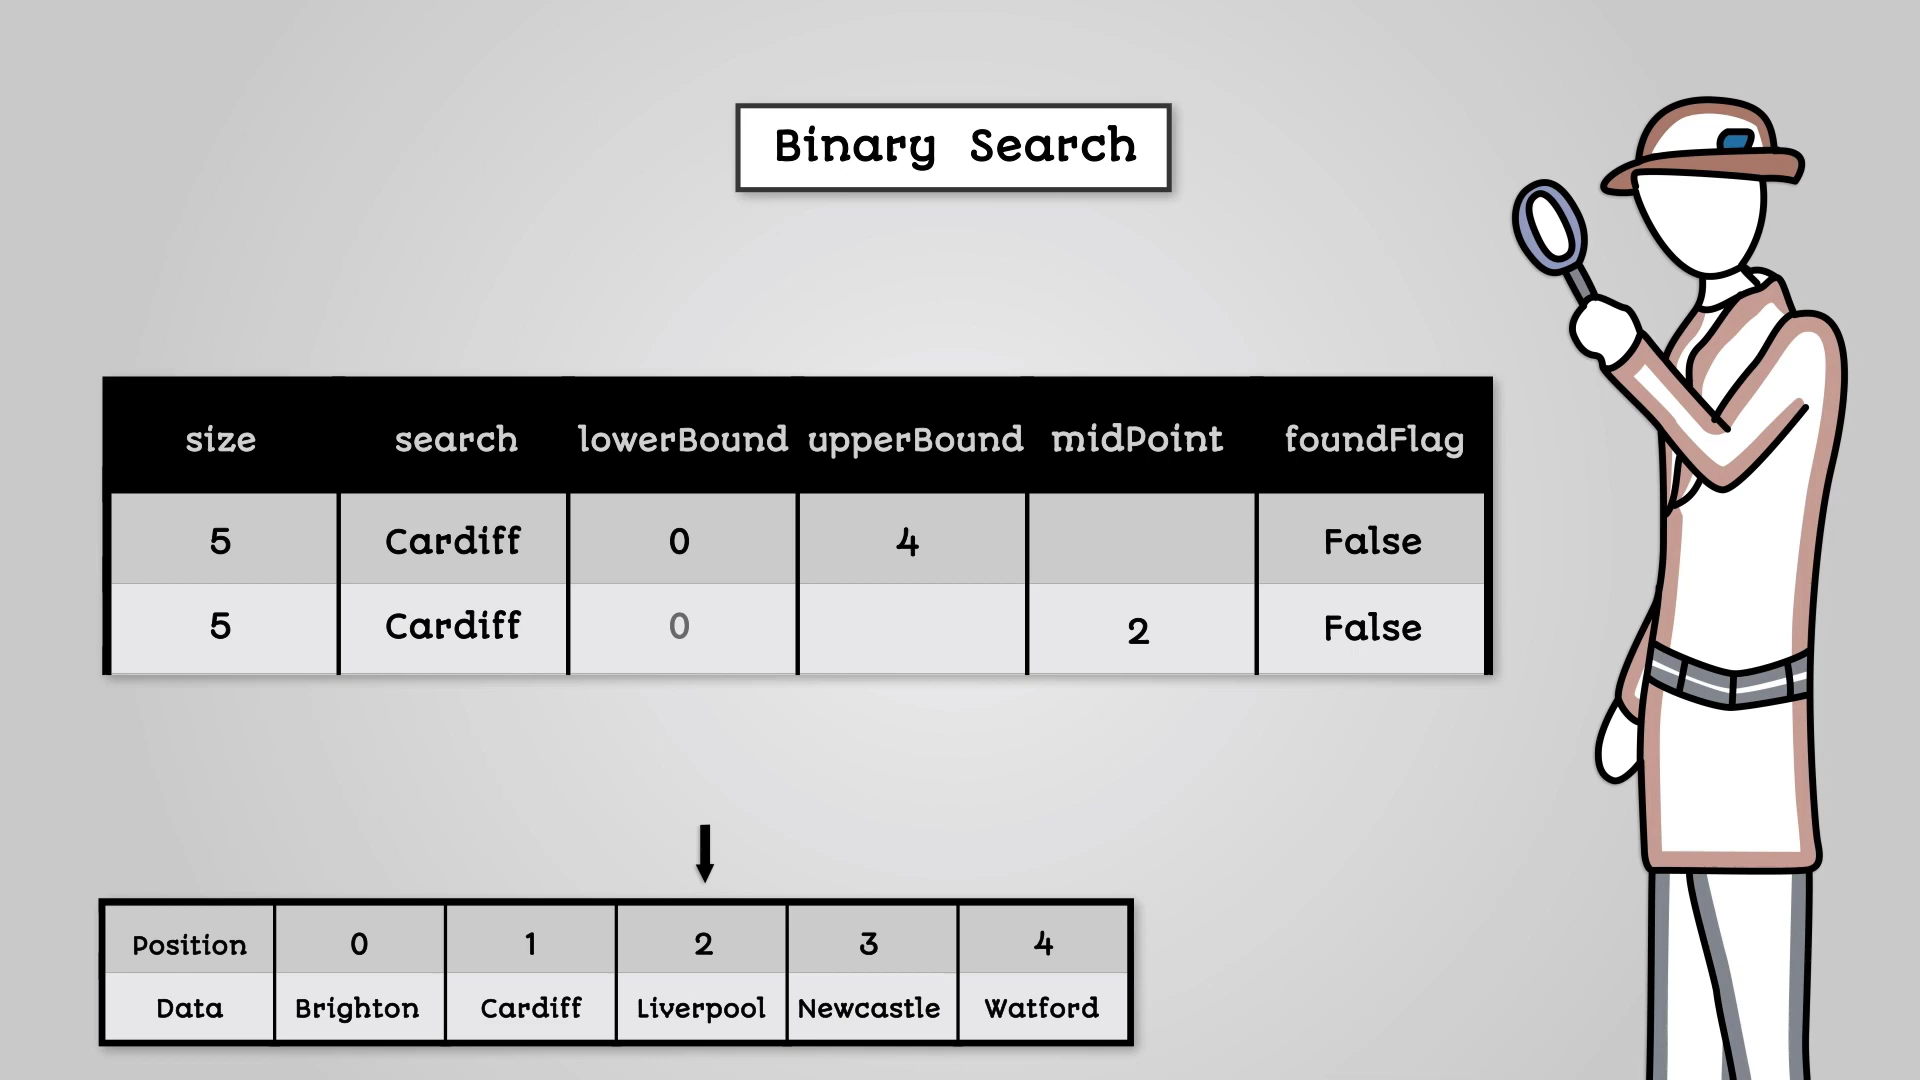 Binary Search
size search lowerBound upperBound midPoint foundFlag
5 Cardiff 0 4 False
5 Cardiff 0 2 False
Position 0 1 2 3 4
Data Brighton Cardiff Liverpool Newcastle Watford